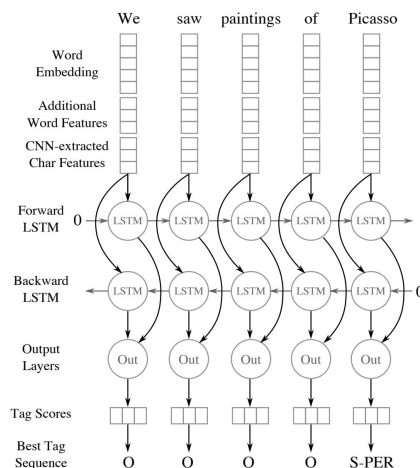 We saw paintings of Picasso
Word
Embedding
Additional
Word Features
CNN-extracted
Char Features
Forward
LSTM
0 LSTM LSTM LSTM LSTM LSTM
Backward
LSTM
LSTM LSTM LSTM LSTM LSTM 0
Output
Layers
Out Out Out Out Out
Tag Scores
Best Tag
Sequence
O O O O S-PER